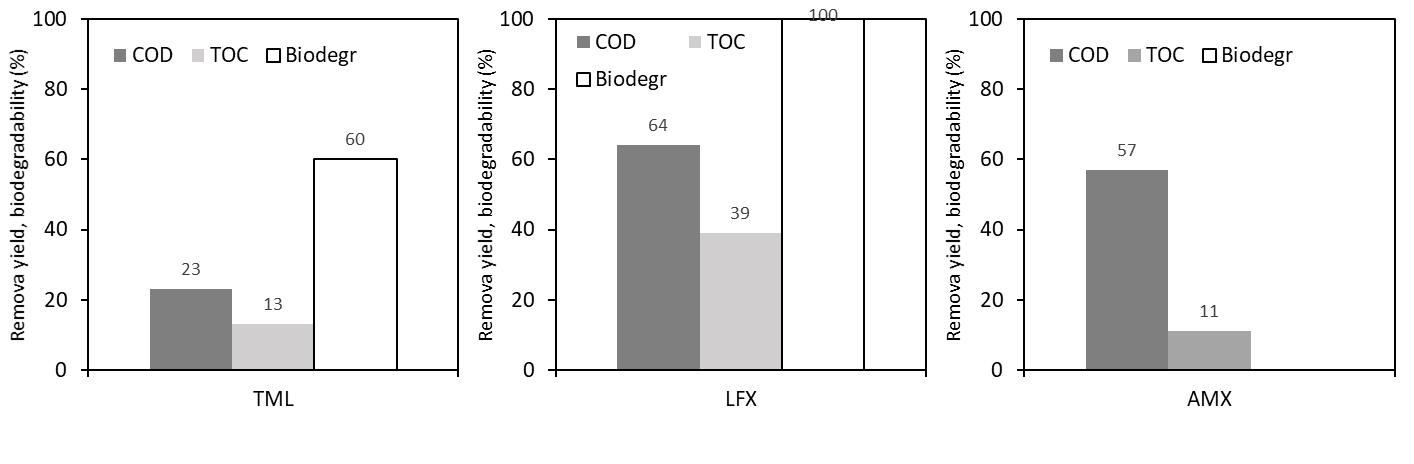 Remova yield, biodegradability (%)
100
80
60
40
20
0
COD TOC Biodegr
23
13
60
TML
Remova yield, biodegradability (%)
100
80
60
40
20
0
COD TOC
Biodegr
64
39
100
LFX
Remova yield, biodegradability (%)
100
80
60
40
20
0
COD TOC Biodegr
57
11
AMX